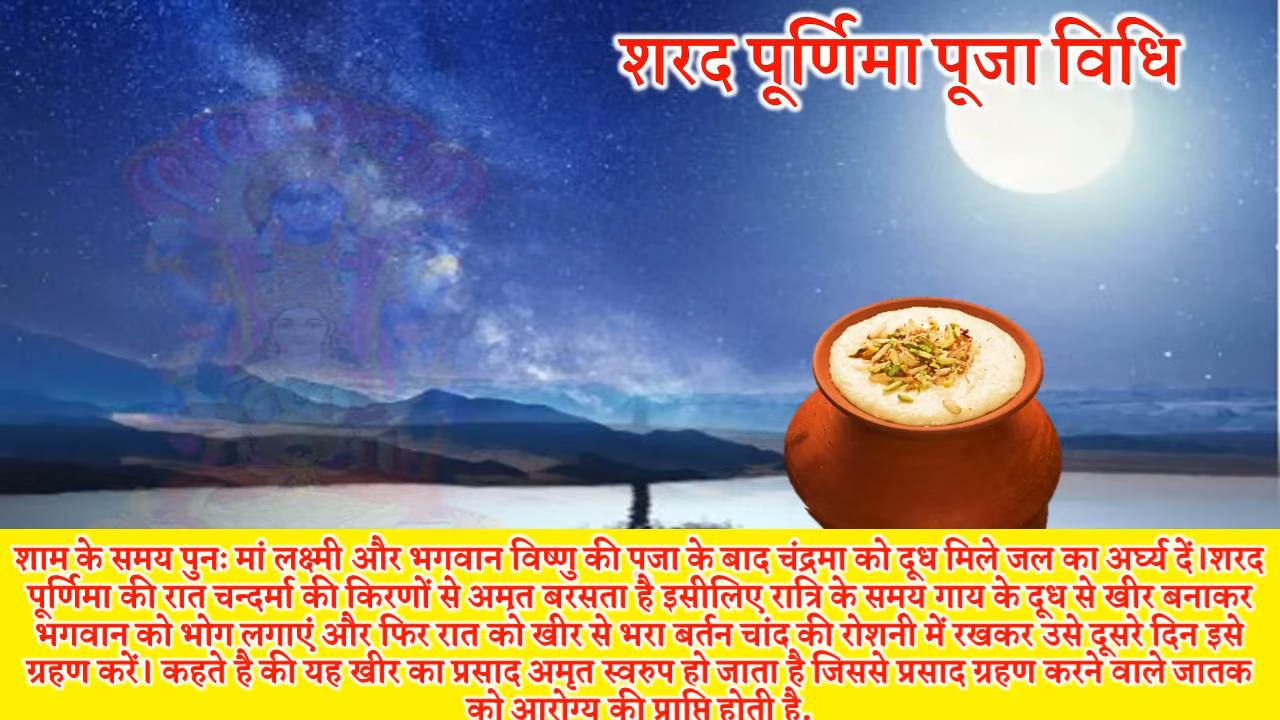 शरद पूर्णिमा पूजा विधि
शाम के समय पुनः मां लक्ष्मी और भगवान विष्णु की पजा के बाद चंद्रमा को दूध मिले जल का अर्घ्य दें।शरद
पूर्णिमा की रात चन्दर्मा की किरणों से अमृत बरसता है इसीलिए रात्रि के समय गाय के दूध से खीर बनाकर
भगवान को भोग लगाएं और फिर रात को खीर से भरा बर्तन चांद की रोशनी में रखकर उसे दूसरे दिन इसे
ग्रहण करें। कहते है की यह खीर का प्रसाद अमृत स्वरुप हो जाता है जिससे प्रसाद ग्रहण करने वाले जातक
को आरोग्य की प्राप्ति होती है.